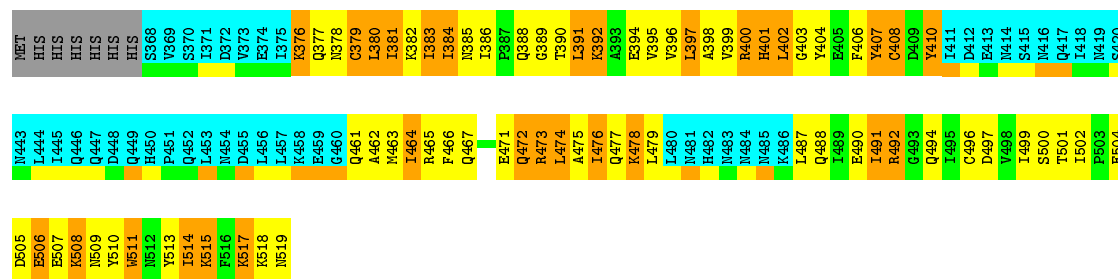 MET HIS HIS HIS HIS HIS HIS S368 V369 S370 I371 D372 V373 E374 I375 K376 Q377 N378 C379 L380 I381 K382 I383 I384 N385 I386 P387 Q388 G389 T390 L391 K392 A393 E394 V395 V396 L397 A398 V399 R400 H401 L402 G403 Y404 E405 F406 Y407 C408 D409 Y410 I411 D412 E413 N414 S415 N416 Q417 I418 N419 S420
N443 L444 I445 Q446 Q447 D448 Q449 H450 P451 Q452 L453 N454 D455 L456 L457 K458 E459 G460 Q461 A462 M463 I464 R465 F466 Q467 E471 Q472 R473 L474 A475 I476 Q477 K478 L479 L480 N481 H482 N483 N484 N485 K486 L487 Q488 I489 E490 I491 R492 G493 Q494 I495 C496 D497 V498 I499 S500 T501 I502 P503 E504
D505 E506 E507 K508 N509 Y510 W511 N512 Y513 I514 K515 F516 K517 K518 N519